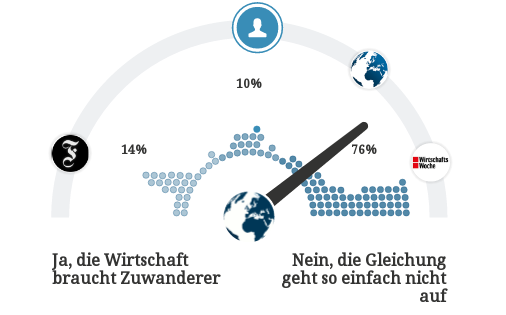 10%
14%
76%
F
Wirtschafts
Woche
Ja, die Wirtschaft
braucht Zuwanderer
Nein, die Gleichung
geht so einfach nicht
auf